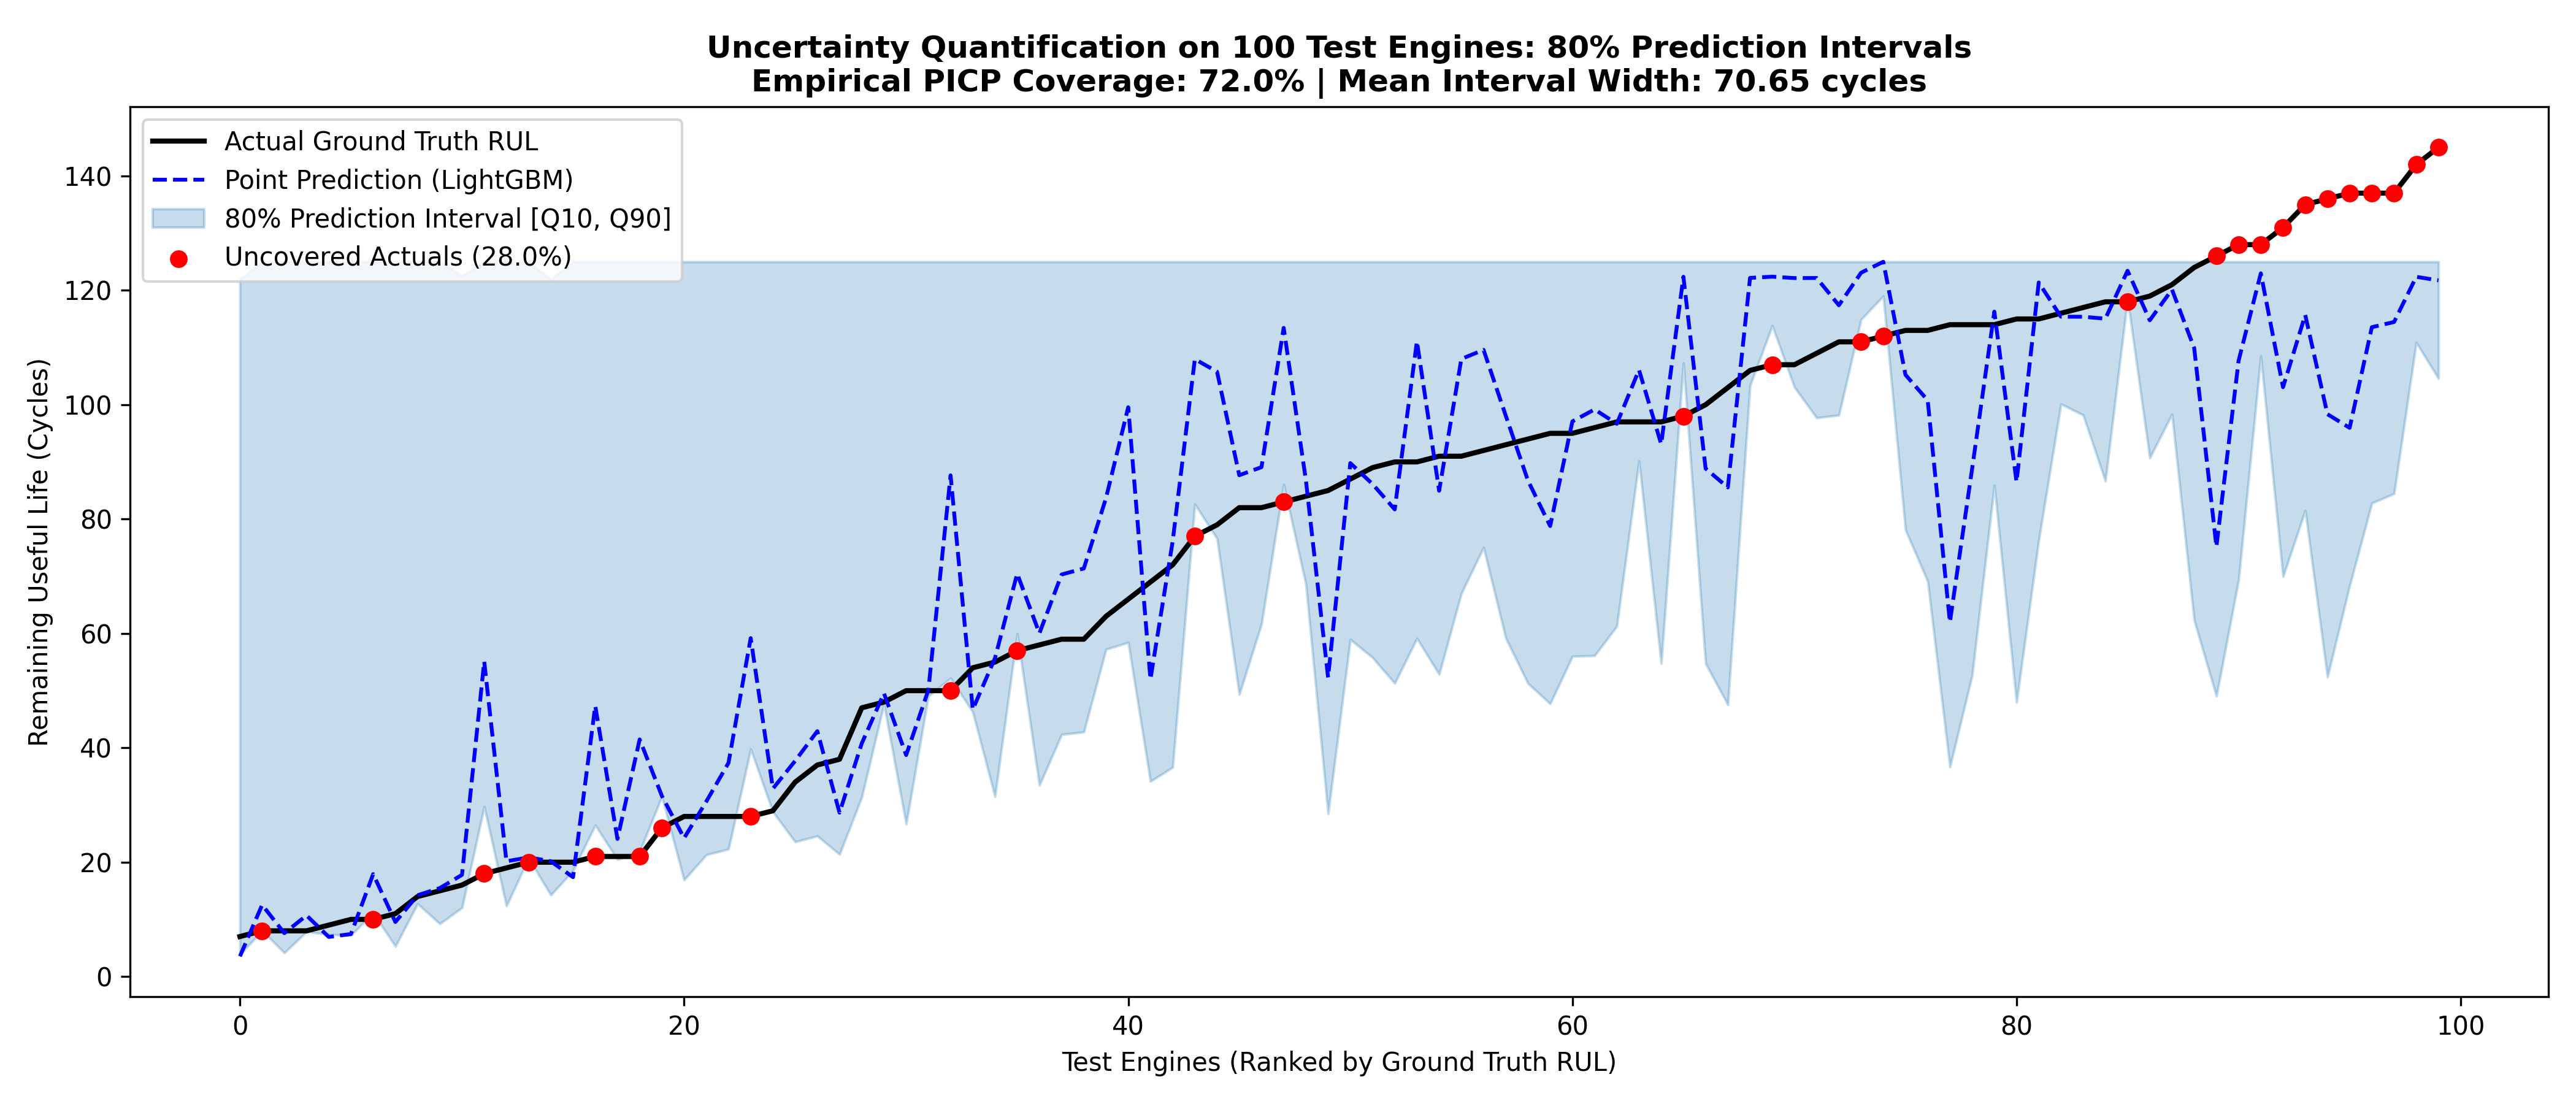 Uncertainty Quantification on 100 Test Engines: 80% Prediction Intervals
Empirical PICP Coverage: 72.0% | Mean Interval Width: 70.65 cycles
Actual Ground Truth RUL
Point Prediction (LightGBM)
80% Prediction Interval [Q10, Q90]
Uncovered Actuals (28.0%)
Remaining Useful Life (Cycles)
140
120
100
80
60
40
20
0
0
20
40
60
80
100
Test Engines (Ranked by Ground Truth RUL)